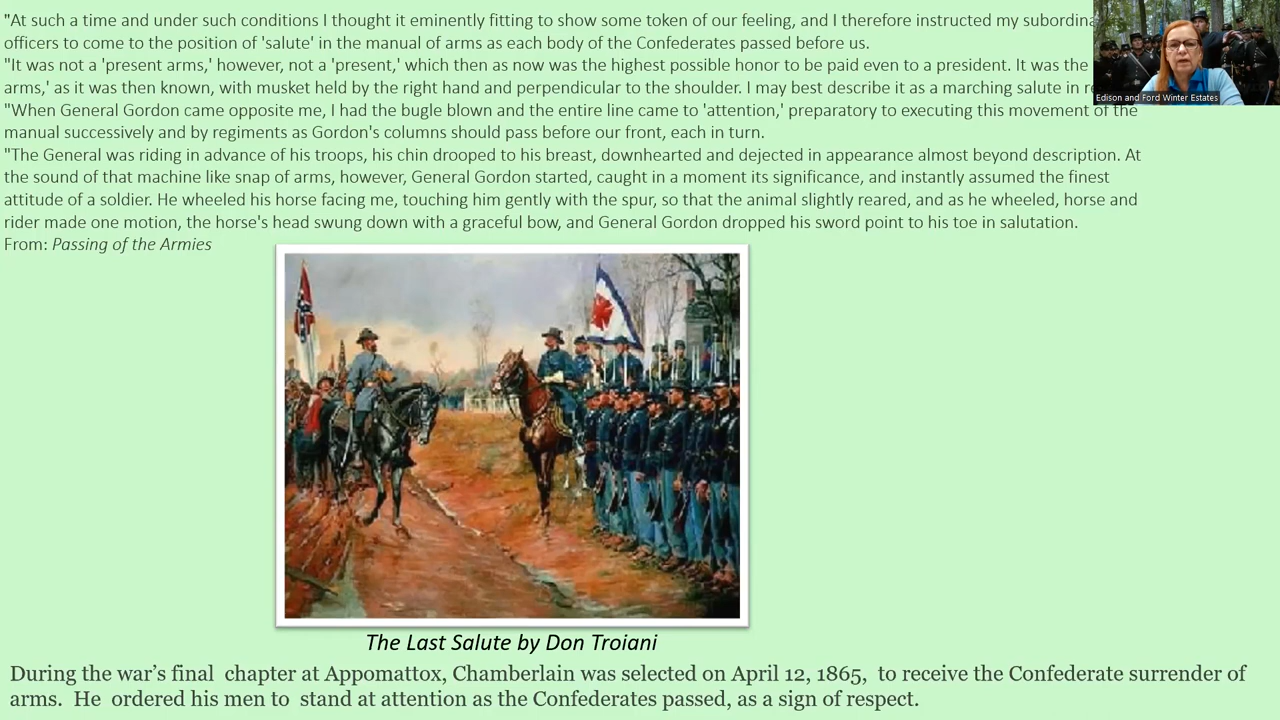 "At such a time and under such conditions I thought it eminently fitting to show some token of our feeling, and I therefore instructed my
officers to come to the position of 'salute' in the manual of arms as each body of the Confederates passed before us.
"It was not a 'present arms,' however, not a 'present,' which then as now was the highest possible honor to be paid even to a president. It was the
arms,' as it was then known, with musket held by the right hand and perpendicular to the shoulder. I may best describe it as a marching salute in
"When General Gordon came opposite me, I had the bugle blown and the entire line came to 'attention,' preparatory to executing this movement of the
manual successively and by regiments as Gordon's columns should pass before our front, each in turn.
"The General was riding in advance of his troops, his chin drooped to his breast, downhearted and dejected in appearance almost beyond description. At
the sound of that machine like snap of arms, however, General Gordon started, caught in a moment its significance, and instantly assumed the finest
attitude of a soldier. He wheeled his horse facing me, touching him gently with the spur, so that the animal slightly reared, and as he wheeled, horse and
rider made one motion, the horse's head swung down with a graceful bow, and General Gordon dropped his sword point to his toe in salutation.
From: Passing of the Armies
Edison and Ford Winter Estates
The Last Salute by Don Troiani
During the war's final chapter at Appomattox, Chamberlain was selected on April 12, 1865, to receive the Confederate surrender of
arms. He ordered his men to stand at attention as the Confederates passed, as a sign of respect.